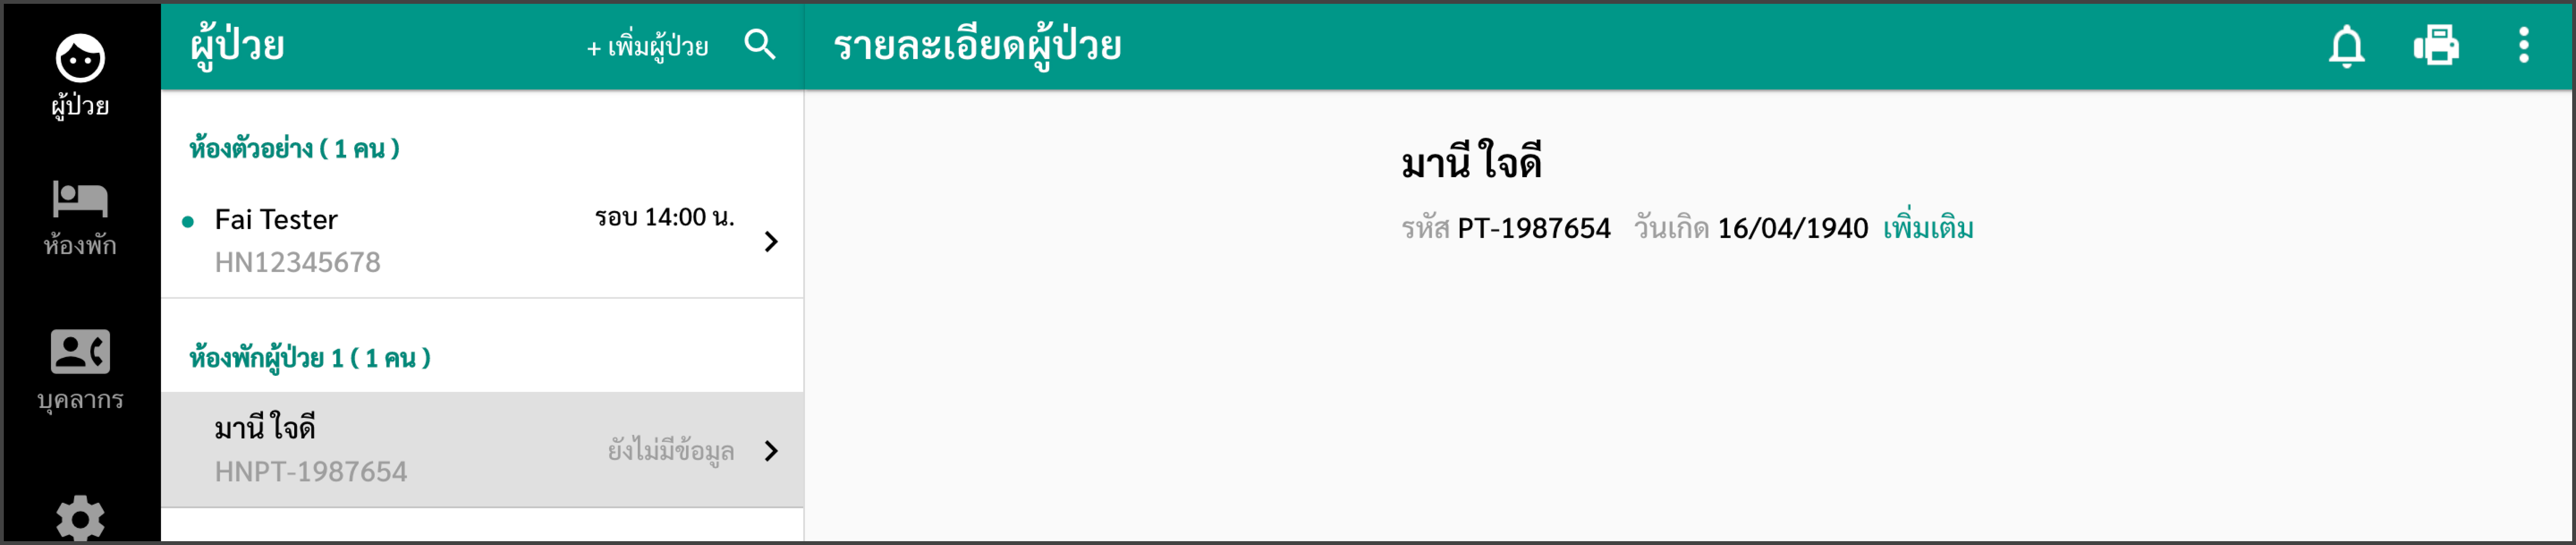 ผู้ป่วย
ห้องพัก
บุคลากร
ผู้ป่วย + เพิ่มผู้ป่วย
ห้องตัวอย่าง ( 1 คน )
Fai Tester รอบ 14:00 น.
HN12345678
ห้องพักผู้ป่วย 1 ( 1 คน )
มานี ใจดี
ยังไม่มีข้อมูล
HNPT-1987654
รายละเอียดผู้ป่วย
มานี ใจดี
รหัส PT-1987654 วันเกิด 16/04/1940 เพิ่มเติม